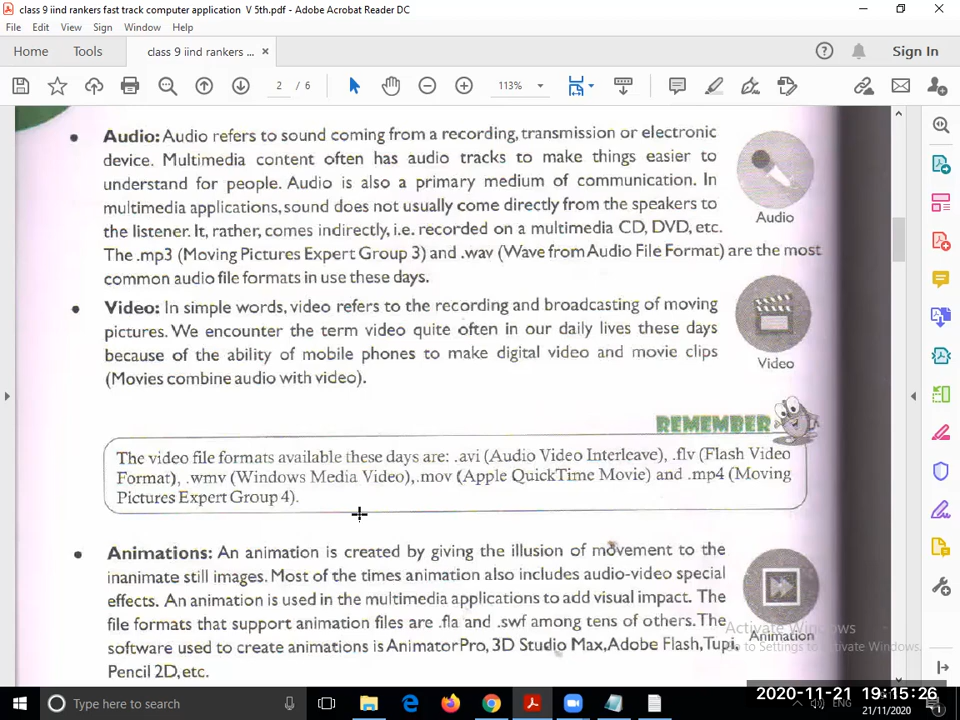 class 9 iind rankers fast track computer application V 5th.pdf - Adobe Acrobat Reader DC
File Edit View Sign Window Help
Home Tools class 9 iind rankers ... × Sign In
2 / 6 113%
Audio: Audio refers to sound coming from a recording, transmission or electronic
device. Multimedia content often has audio tracks to make things easier to
understand for people. Audio is also a primary medium of communication. In
multimedia applications, sound does not usually come directly from the speakers to
the listener. It, rather, comes indirectly, i.e. recorded on a multimedia CD, DVD, etc.
The .mp3 (Moving Pictures Expert Group 3) and .wav (Wave from Audio File Format) are the most
common audio file formats in use these days.
Audio
Video: In simple words, video refers to the recording and broadcasting of moving
pictures. We encounter the term video quite often in our daily lives these days
because of the ability of mobile phones to make digital video and movie clips
(Movies combine audio with video).
Video
REMEMBER
The video file formats available these days are: .avi (Audio Video Interleave), .flv (Flash Video
Format), .wmv (Windows Media Video),.mov (Apple QuickTime Movie) and .mp4 (Moving
Pictures Expert Group 4).
Animations: An animation is created by giving the illusion of movement to the
inanimate still images. Most of the times animation also includes audio-video special
effects. An animation is used in the multimedia applications to add visual impact. The
file formats that support animation files are .fla and .swf among tens of others. The
software used to create animations is Animator Pro, 3D Studio Max, Adobe Flash, Tupi,
Pencil 2D, etc.
Animation
Activate Windows
Go to Settings to activate Windows.
Type here to search
ENG
2020-11-21 19:15:26
21/11/2020